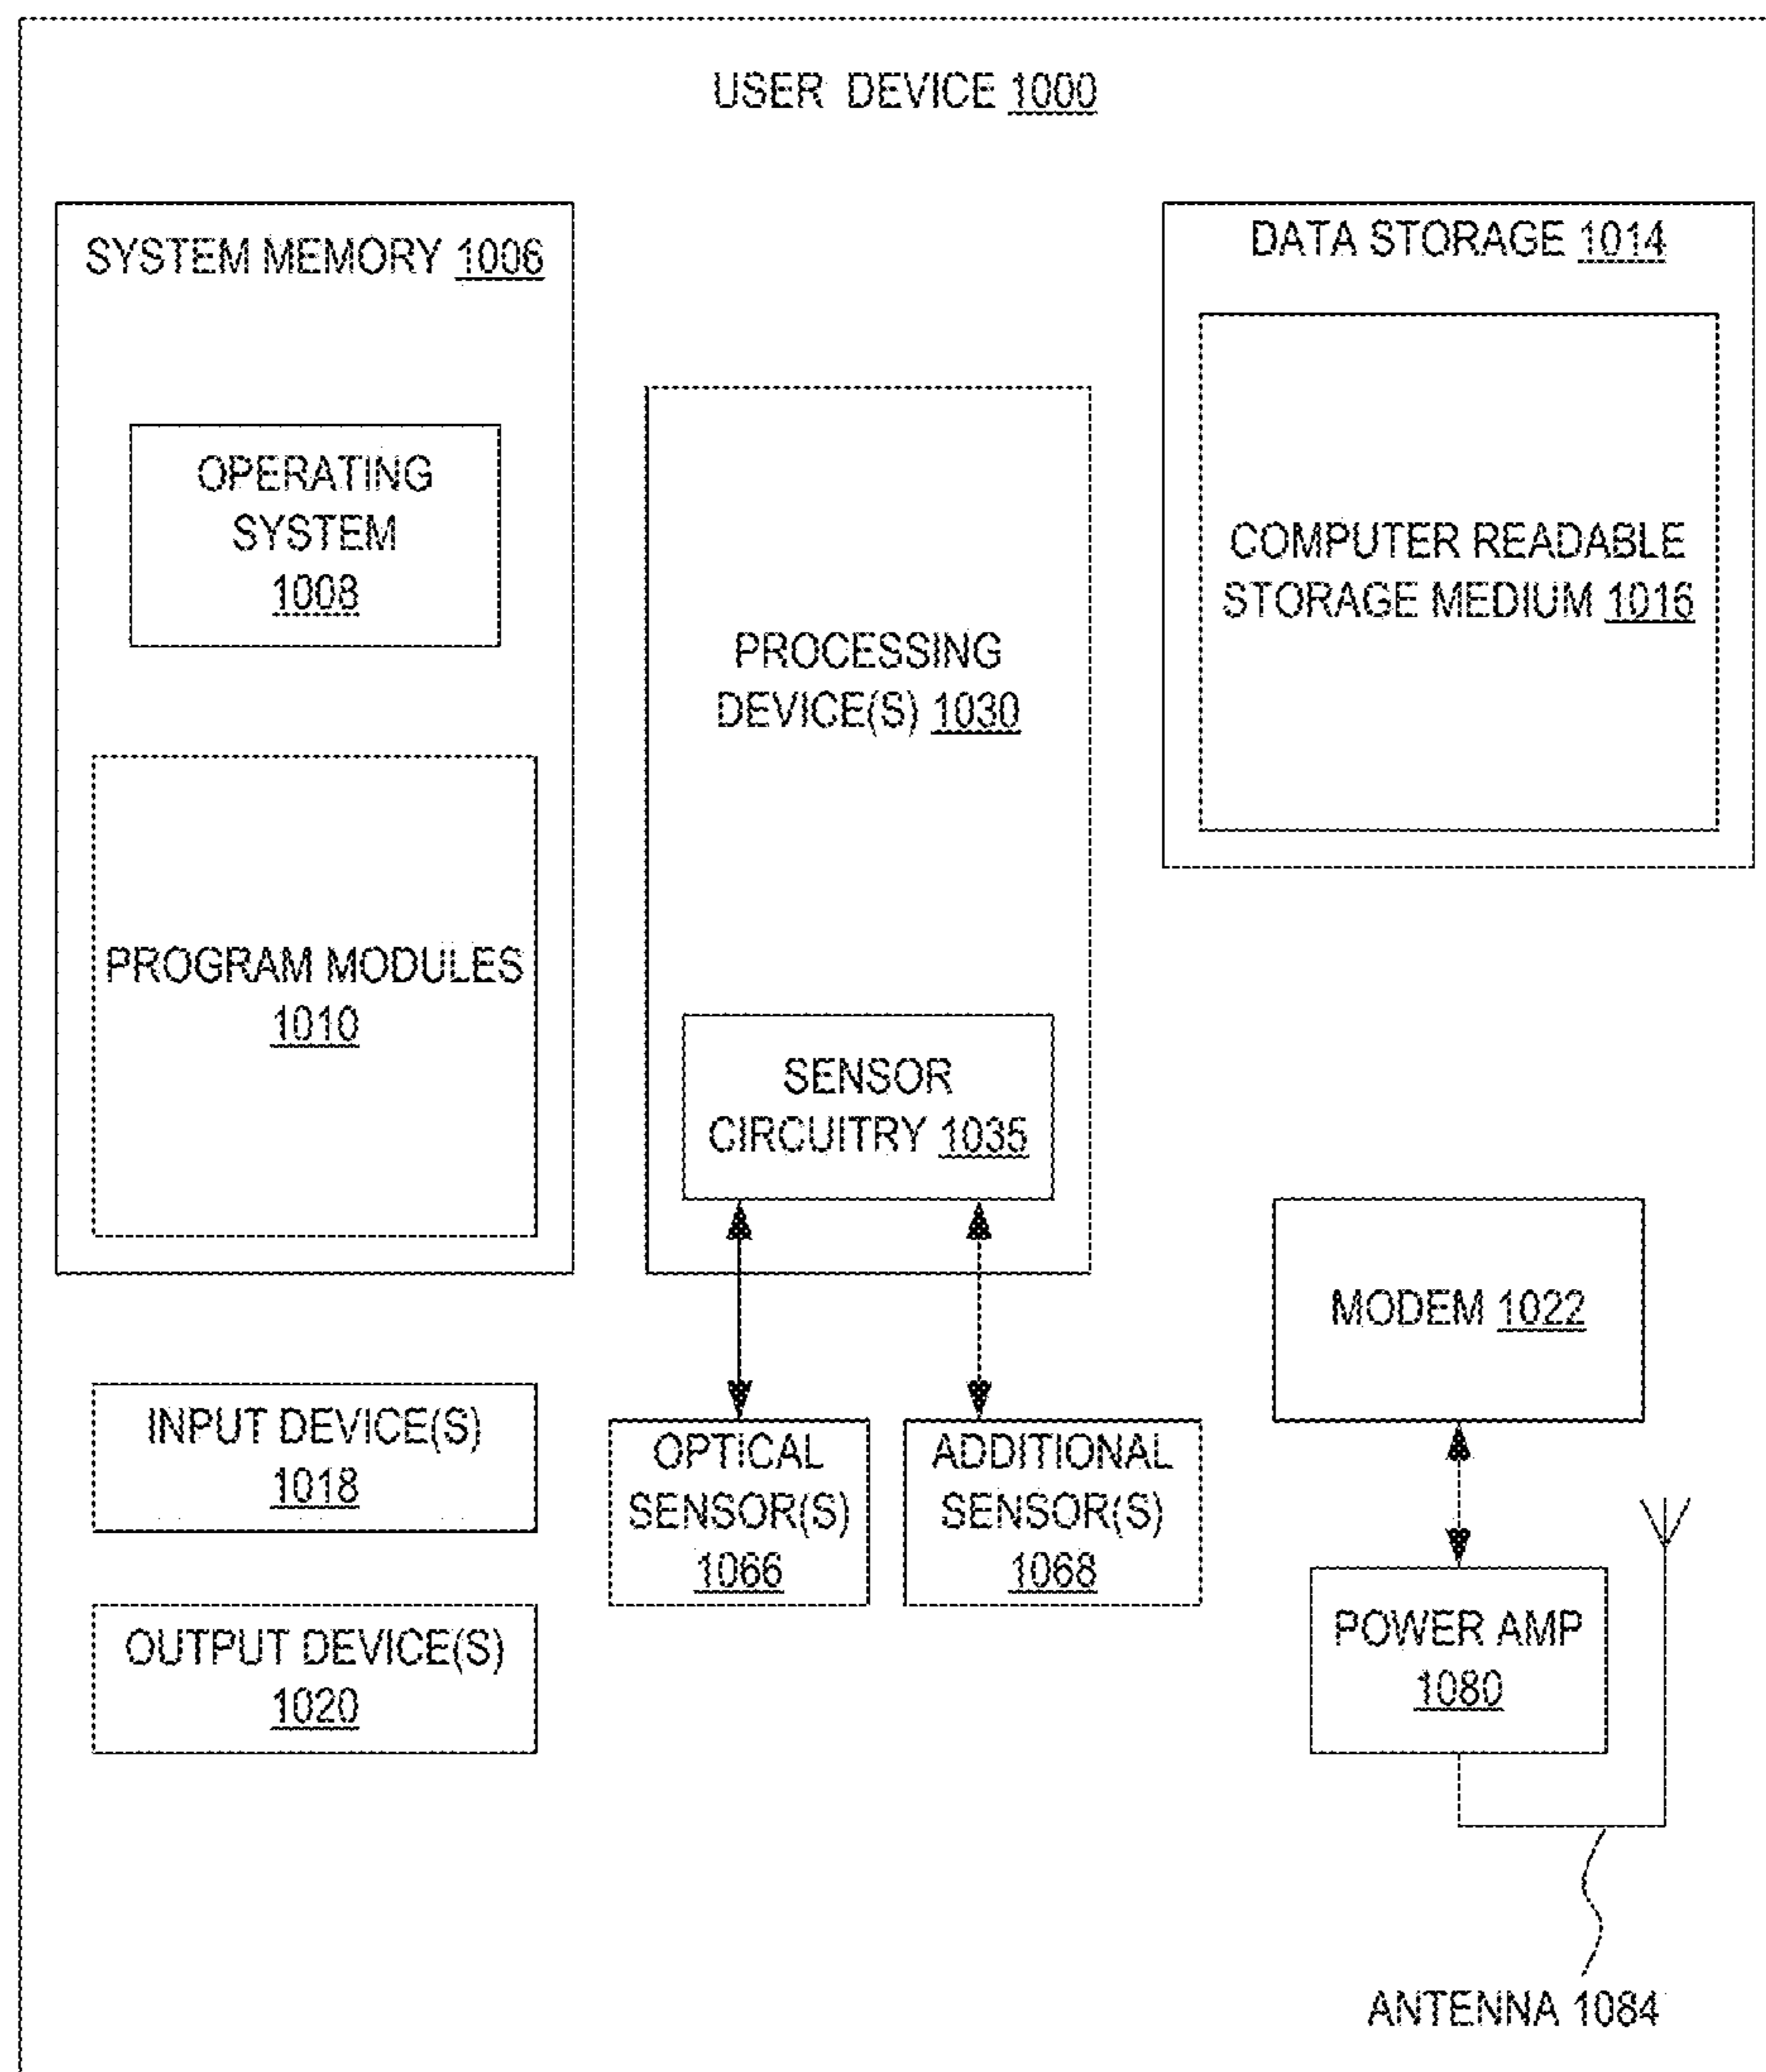 USER DEVICE 1000
SYSTEM MEMORY 1006
OPERATING
SYSTEM
1008
PROGRAM MODULES
1010
INPUT DEVICE(S)
1018
OUTPUT DEVICE(S)
1020
PROCESSING
DEVICE(S) 1030
SENSOR
CIRCUITRY 1035
OPTICAL
SENSOR(S)
1066
ADDITIONAL
SENSOR(S)
1068
DATA STORAGE 1014
COMPUTER READABLE
STORAGE MEDIUM 1016
MODEM 1022
POWER AMP
1080
ANTENNA 1084